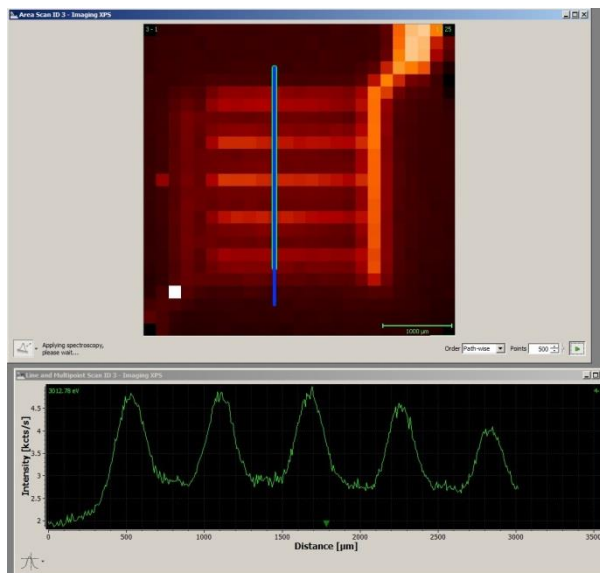 Area Scan ID 3 - Imaging XPS
3 - 1
25
1000 µm
Applying spectroscopy,
please wait...
Order Path-wise Points 500
Line and Multipoint Scan ID 3 - Imaging XPS
3012.78 eV
Intensity [kcts/s]
4.5
4
3.5
3
2.5
2
0 500 1000 1500 2000 2500 3000 3500
Distance [µm]